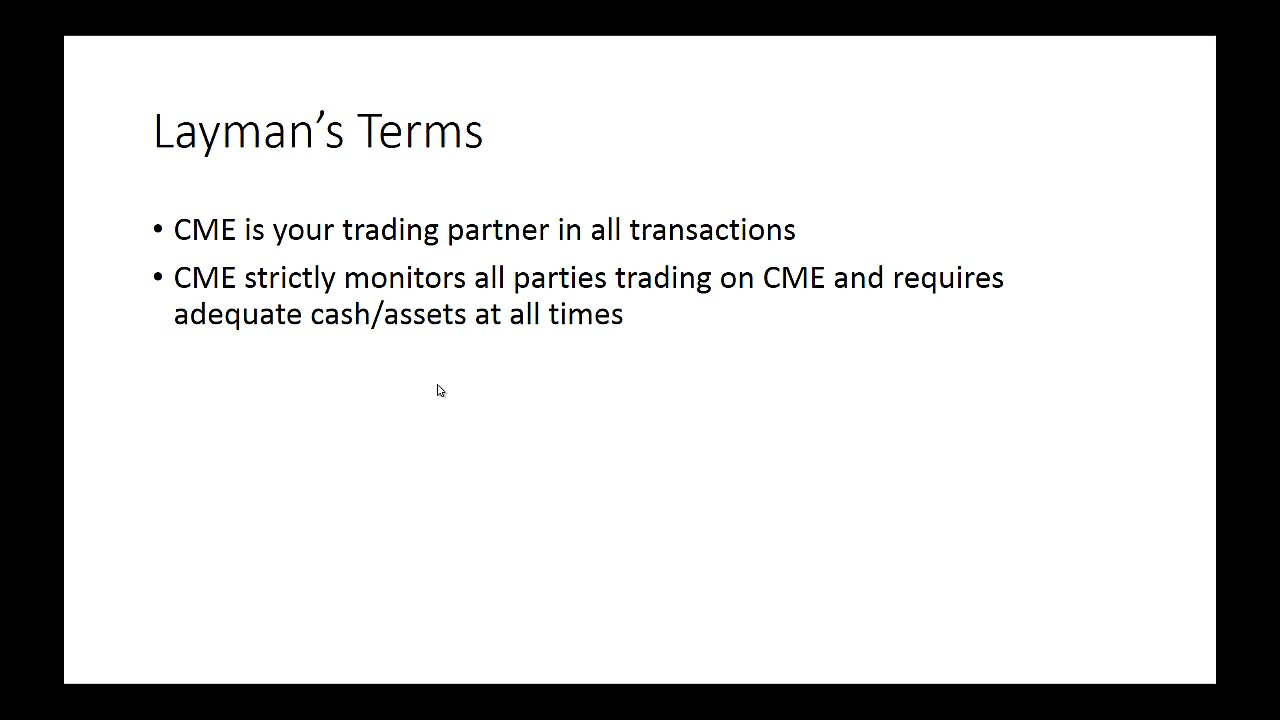 Layman’s Terms
• CME is your trading partner in all transactions
• CME strictly monitors all parties trading on CME and requires
adequate cash/assets at all times